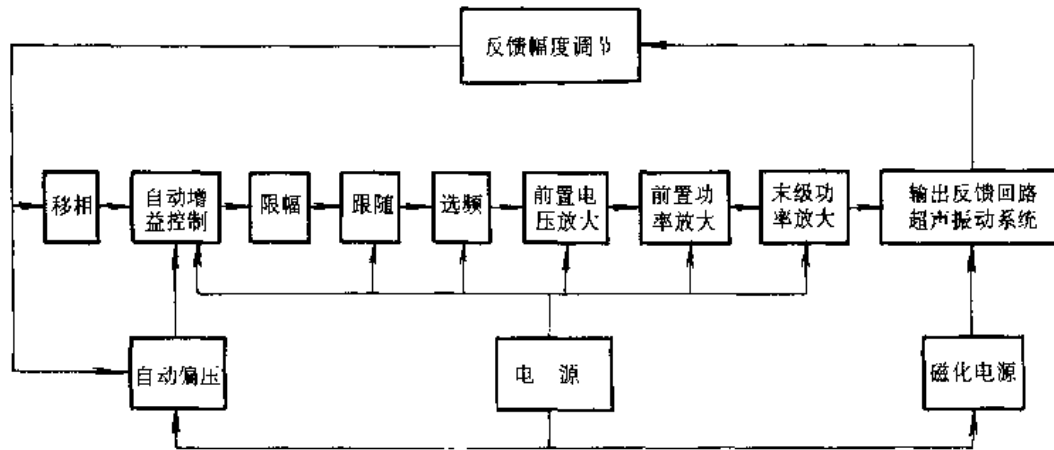 反馈幅度调节
移相
自动增
益控制
限幅
跟随
选频
前置电
压放大
前置功
率放大
末级功
率放大
输出反馈回路
超声振动系统
自动偏压
电 源
磁化电源